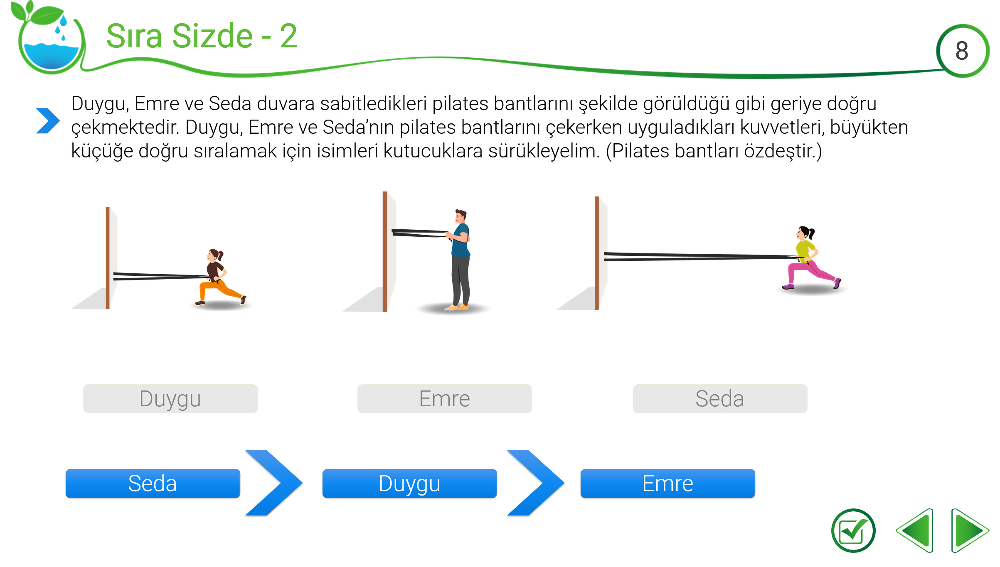 Sıra Sizde - 2
8
Duygu, Emre ve Seda duvara sabitledikleri pilates bantlarını şekilde görüldüğü gibi geriye doğru
çekmektedir. Duygu, Emre ve Seda’nın pilates bantlarını çekerken uyguladıkları kuvvetleri, büyükten
küçüğe doğru sıralamak için isimleri kutucuklara sürükleyelim. (Pilates bantları özdeştir.)
Duygu
Emre
Seda
Seda
Duygu
Emre